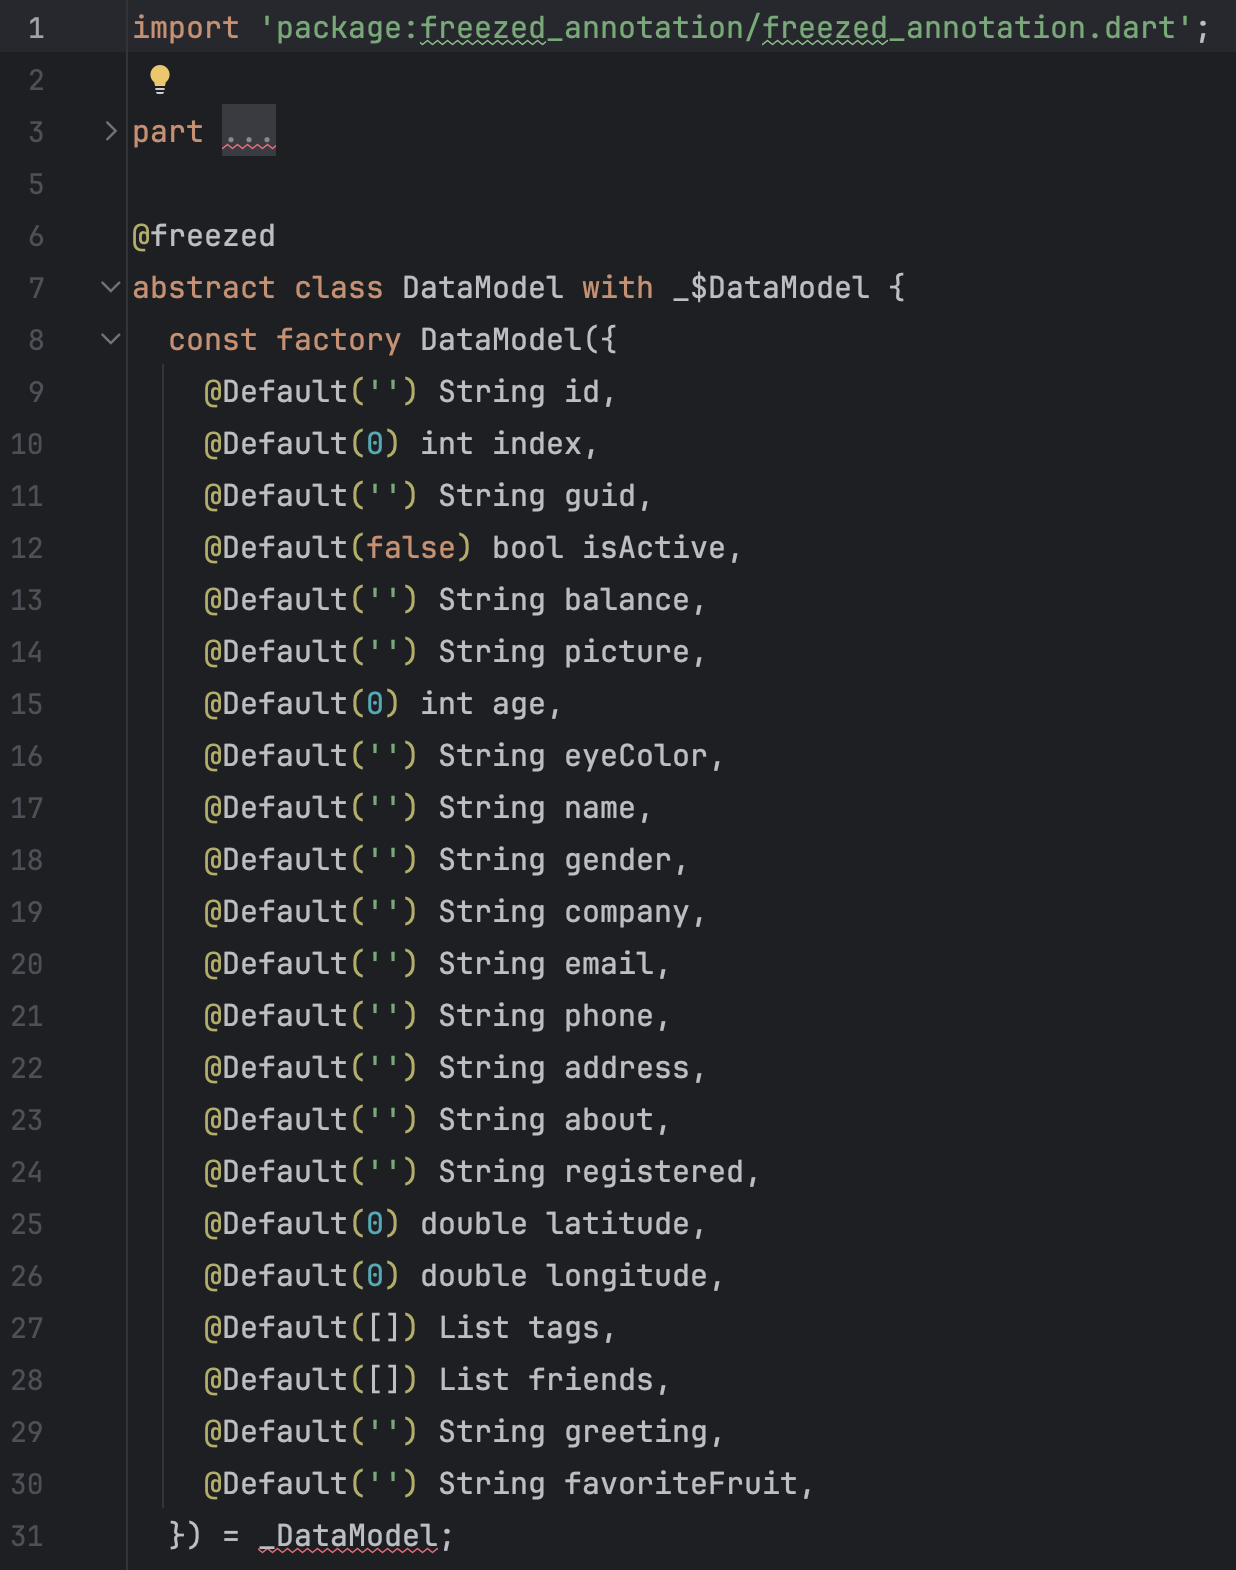 1 import 'package:freezed_annotation/freezed_annotation.dart';
2
3 part ...
5
6 @freezed
7 abstract class DataModel with _$DataModel {
8 const factory DataModel({
9 @Default('') String id,
10 @Default(0) int index,
11 @Default('') String guid,
12 @Default(false) bool isActive,
13 @Default('') String balance,
14 @Default('') String picture,
15 @Default(0) int age,
16 @Default('') String eyeColor,
17 @Default('') String name,
18 @Default('') String gender,
19 @Default('') String company,
20 @Default('') String email,
21 @Default('') String phone,
22 @Default('') String address,
23 @Default('') String about,
24 @Default('') String registered,
25 @Default(0) double latitude,
26 @Default(0) double longitude,
27 @Default([]) List tags,
28 @Default([]) List friends,
29 @Default('') String greeting,
30 @Default('') String favoriteFruit,
31 }) = _DataModel;